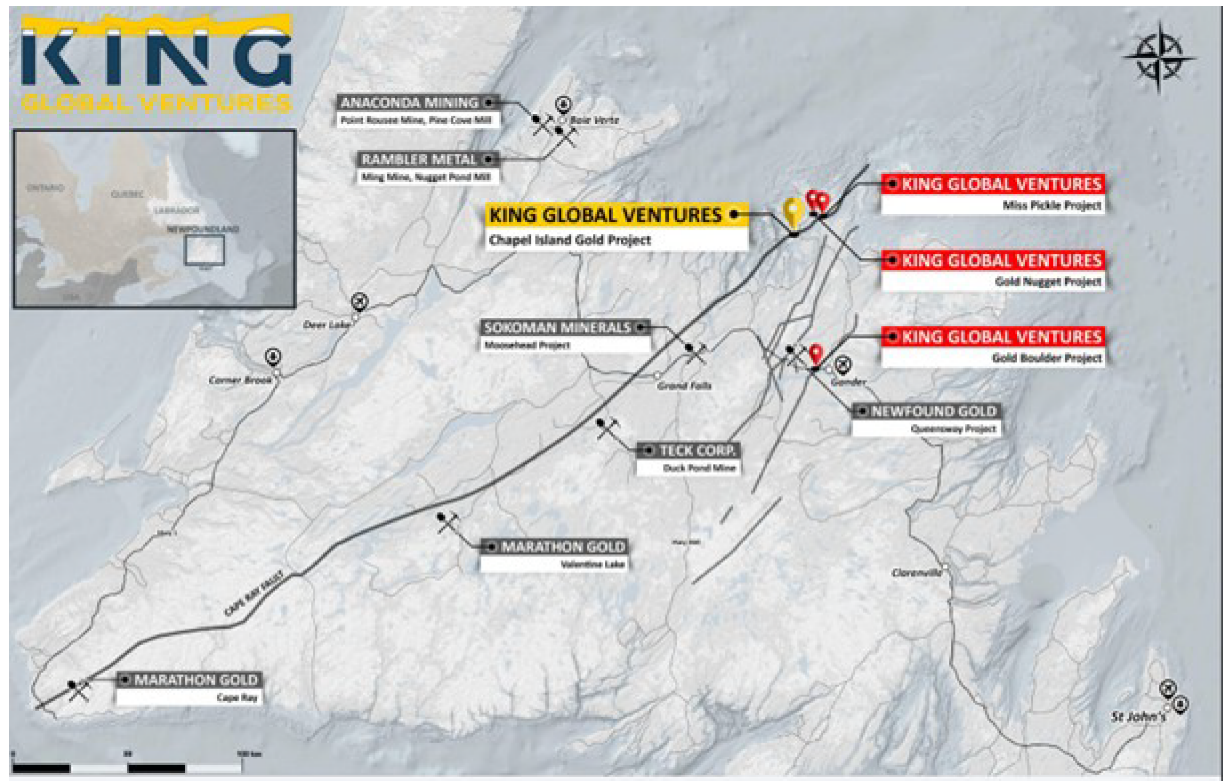 KING
GLOBAL VENTURES
ONTARIO
QUEBEC
LABRADOR
NEWFOUNDLAND
USA
ANACONDA MINING
Point Rousee Mine, Pine Cove Mill
Baie Verte
RAMBLER METAL
Ming Mine, Nugget Pond Mill
KING GLOBAL VENTURES
Chapel Island Gold Project
KING GLOBAL VENTURES
Miss Pickle Project
KING GLOBAL VENTURES
Gold Nugget Project
KING GLOBAL VENTURES
Gold Boulder Project
Deer Lake
SOKOMAN MINERALS
Moosehead Project
Corner Brook
Grand Falls
Gander
NEWFOUND GOLD
Queensway Project
TECK CORP.
Duck Pond Mine
MARATHON GOLD
Valentine Lake
Clarenville
CAPE RAY FAULT
MARATHON GOLD
Cape Ray
St John's
0
50
100 km